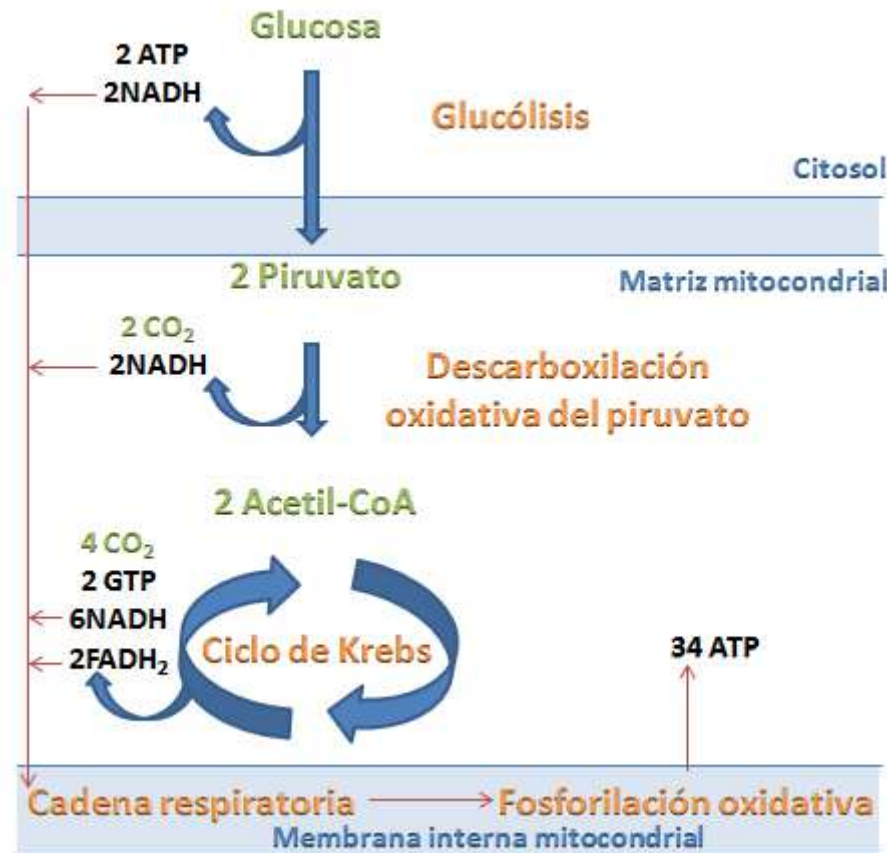 Glucosa
2 ATP
2NADH
Glucólisis
Citosol
2 Piruvato
Matriz mitocondrial
2 CO₂
2NADH
Descarboxilación
oxidativa del piruvato
2 Acetil-CoA
4 CO₂
2 GTP
6NADH
2FADH₂
Ciclo de Krebs
34 ATP
Cadena respiratoria
Fosforilación oxidativa
Membrana interna mitocondrial